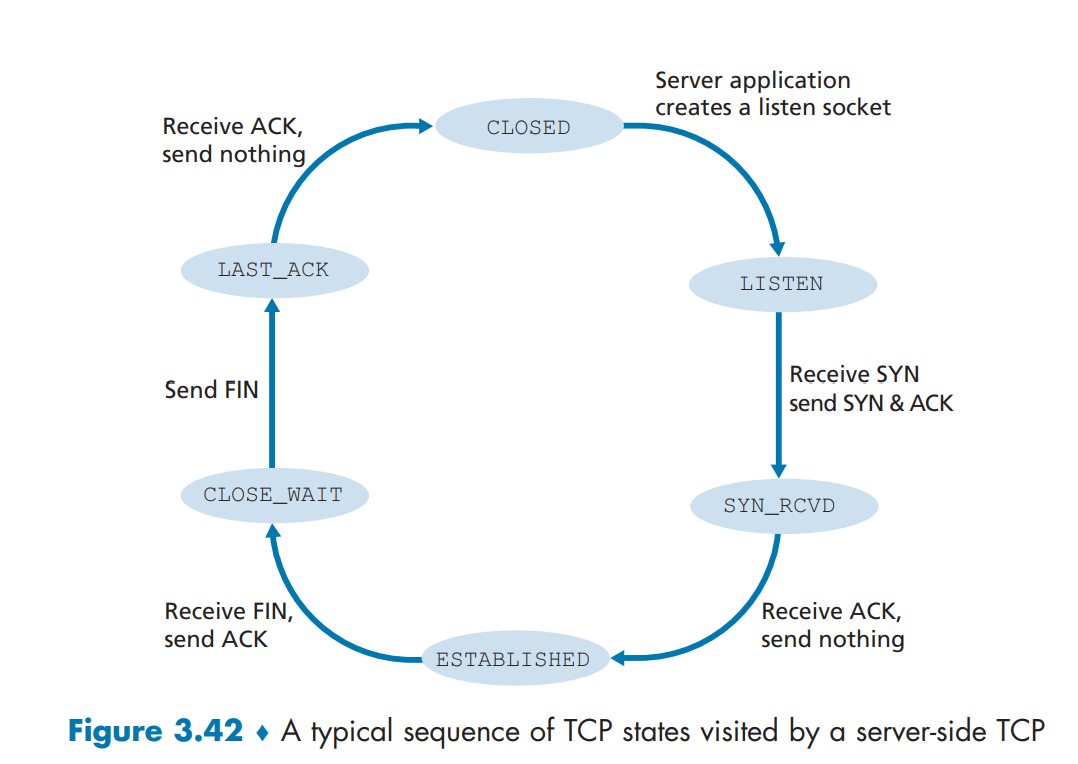 Server application
creates a listen socket
Receive ACK,
send nothing
CLOSED
LAST_ACK
LISTEN
Receive SYN
send SYN & ACK
Send FIN
CLOSE_WAIT
SYN_RCVD
Receive FIN,
send ACK
Receive ACK,
send nothing
ESTABLISHED
Figure 3.42 ♦ A typical sequence of TCP states visited by a server-side TCP